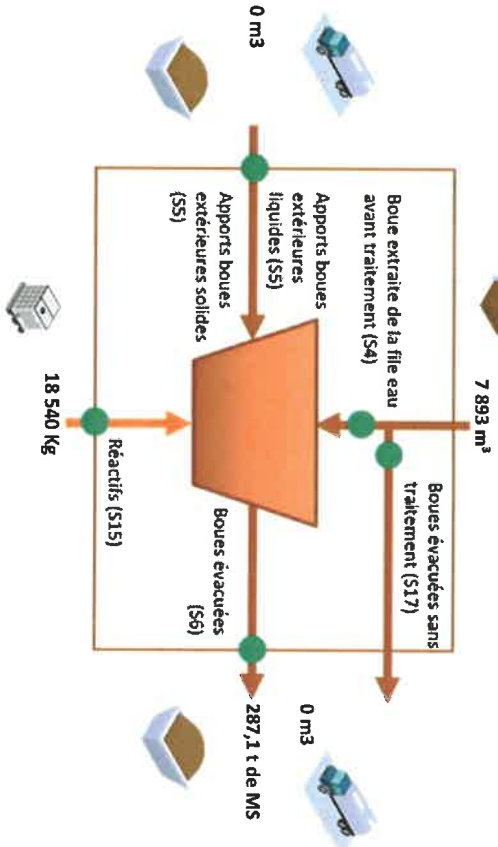 7 893 m³
Boue extraite de la file eau
avant traitement (S4)
Boues évacuées sans
traitement (S17)
Apports boues
extérieures
liquides (S5)
0 m3
0 m3
287,1 t de MS
Apports boues
extérieures solides
(S5)
Boues évacuées
(S6)
Réactifs (S15)
18 540 Kg